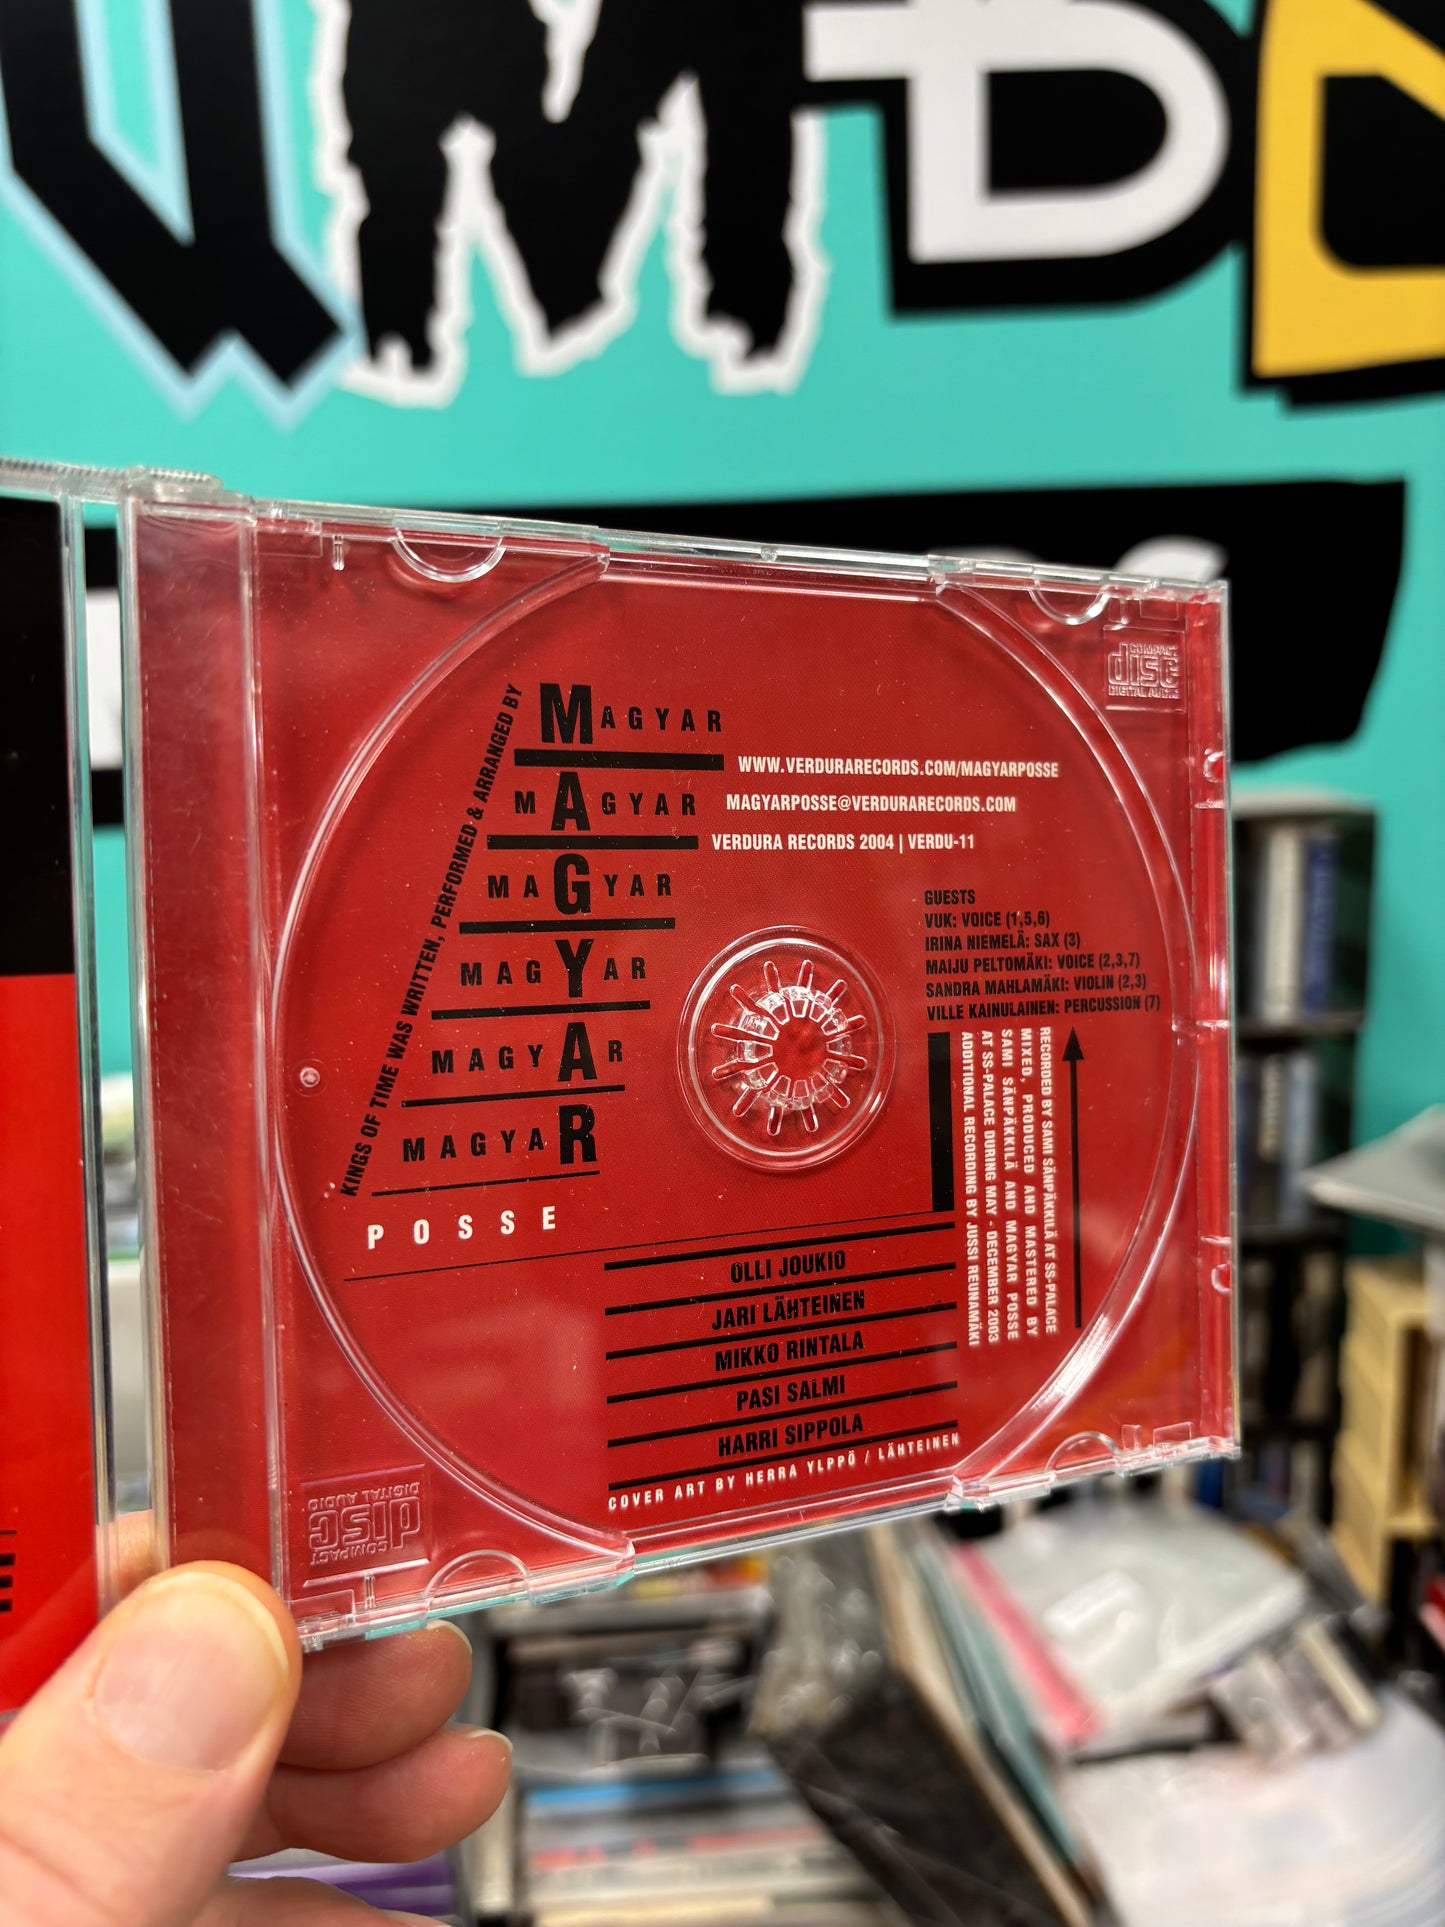 KINGS OF TIME WAS WRITTEN, PERFORMED & ARRANGED BY
MAGYAR
MAGYAR
MAGYAR
MAGYAR
MAGYAR
MAGYAR
POSSE
WWW.VERDURARECORDS.COM/MAGYARPOSSE
MAGYARPOSSE@VERDURARECORDS.COM
VERDURA RECORDS 2004 | VERDU-11
COMPACT
disc
DIGITAL AUDIO
GUESTS
VUK: VOICE (1,5,6)
IRINA NIEMELÄ: SAX (3)
MAIJU PELTOMÄKI: VOICE (2,3,7)
SANDRA MAHLAMÄKI: VIOLIN (2,3)
VILLE KAINULAINEN: PERCUSSION (7)
RECORDED BY SAMI SÄNPÄKKILÄ AT SS-PALACE
MIXED, PRODUCED AND MASTERED BY
SAMI SÄNPÄKKILÄ AND MAGYAR POSSE
AT SS-PALACE DURING MAY - DECEMBER 2003
ADDITIONAL RECORDING BY JUSSI REUNAMÄKI
OLLI JOUKIO
JARI LÄHTEINEN
MIKKO RINTALA
PASI SALMI
HARRI SIPPOLA
COVER ART BY HERRA YLPPÖ / LÄHTEINEN
COMPACT
disc
DIGITAL AUDIO